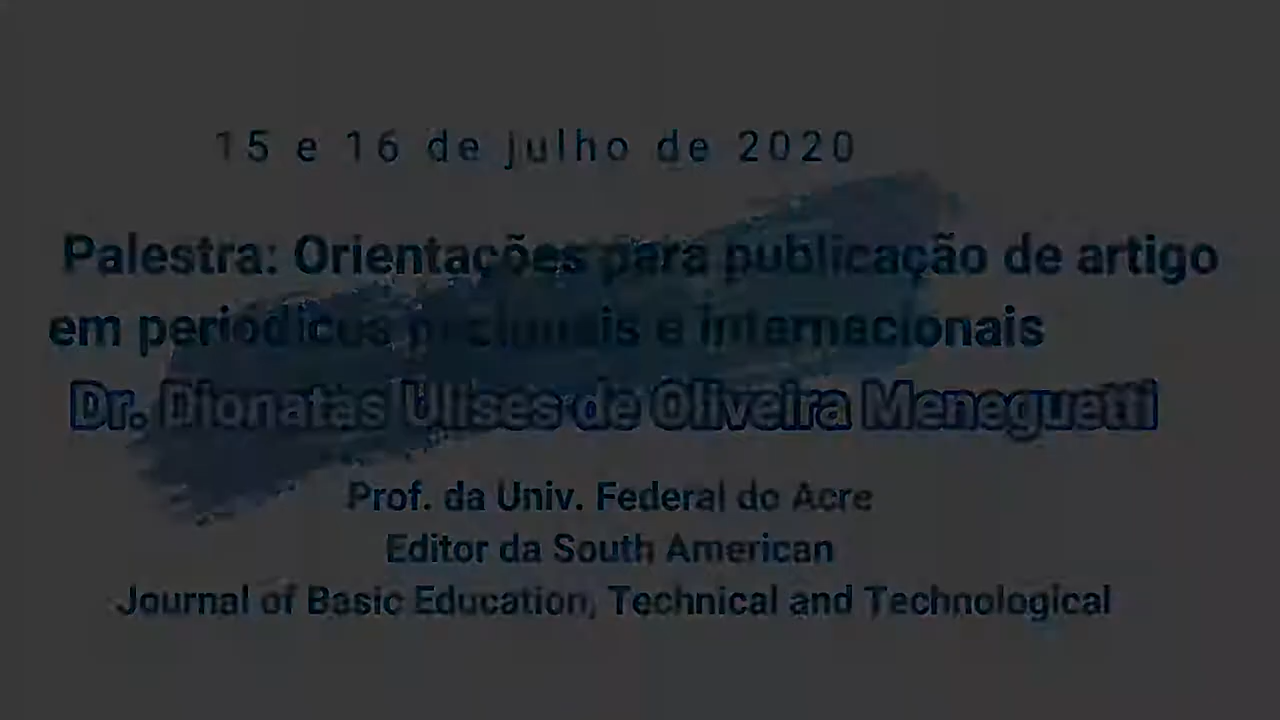 15 e 16 de julho de 2020
Palestra: Orientações para publicação de artigo
em periódicos nacionais e internacionais
Dr. Dionatas Ulises de Oliveira Meneguetti
Prof. da Univ. Federal do Acre
Editor da South American
Journal of Basic Education, Technical and Technological